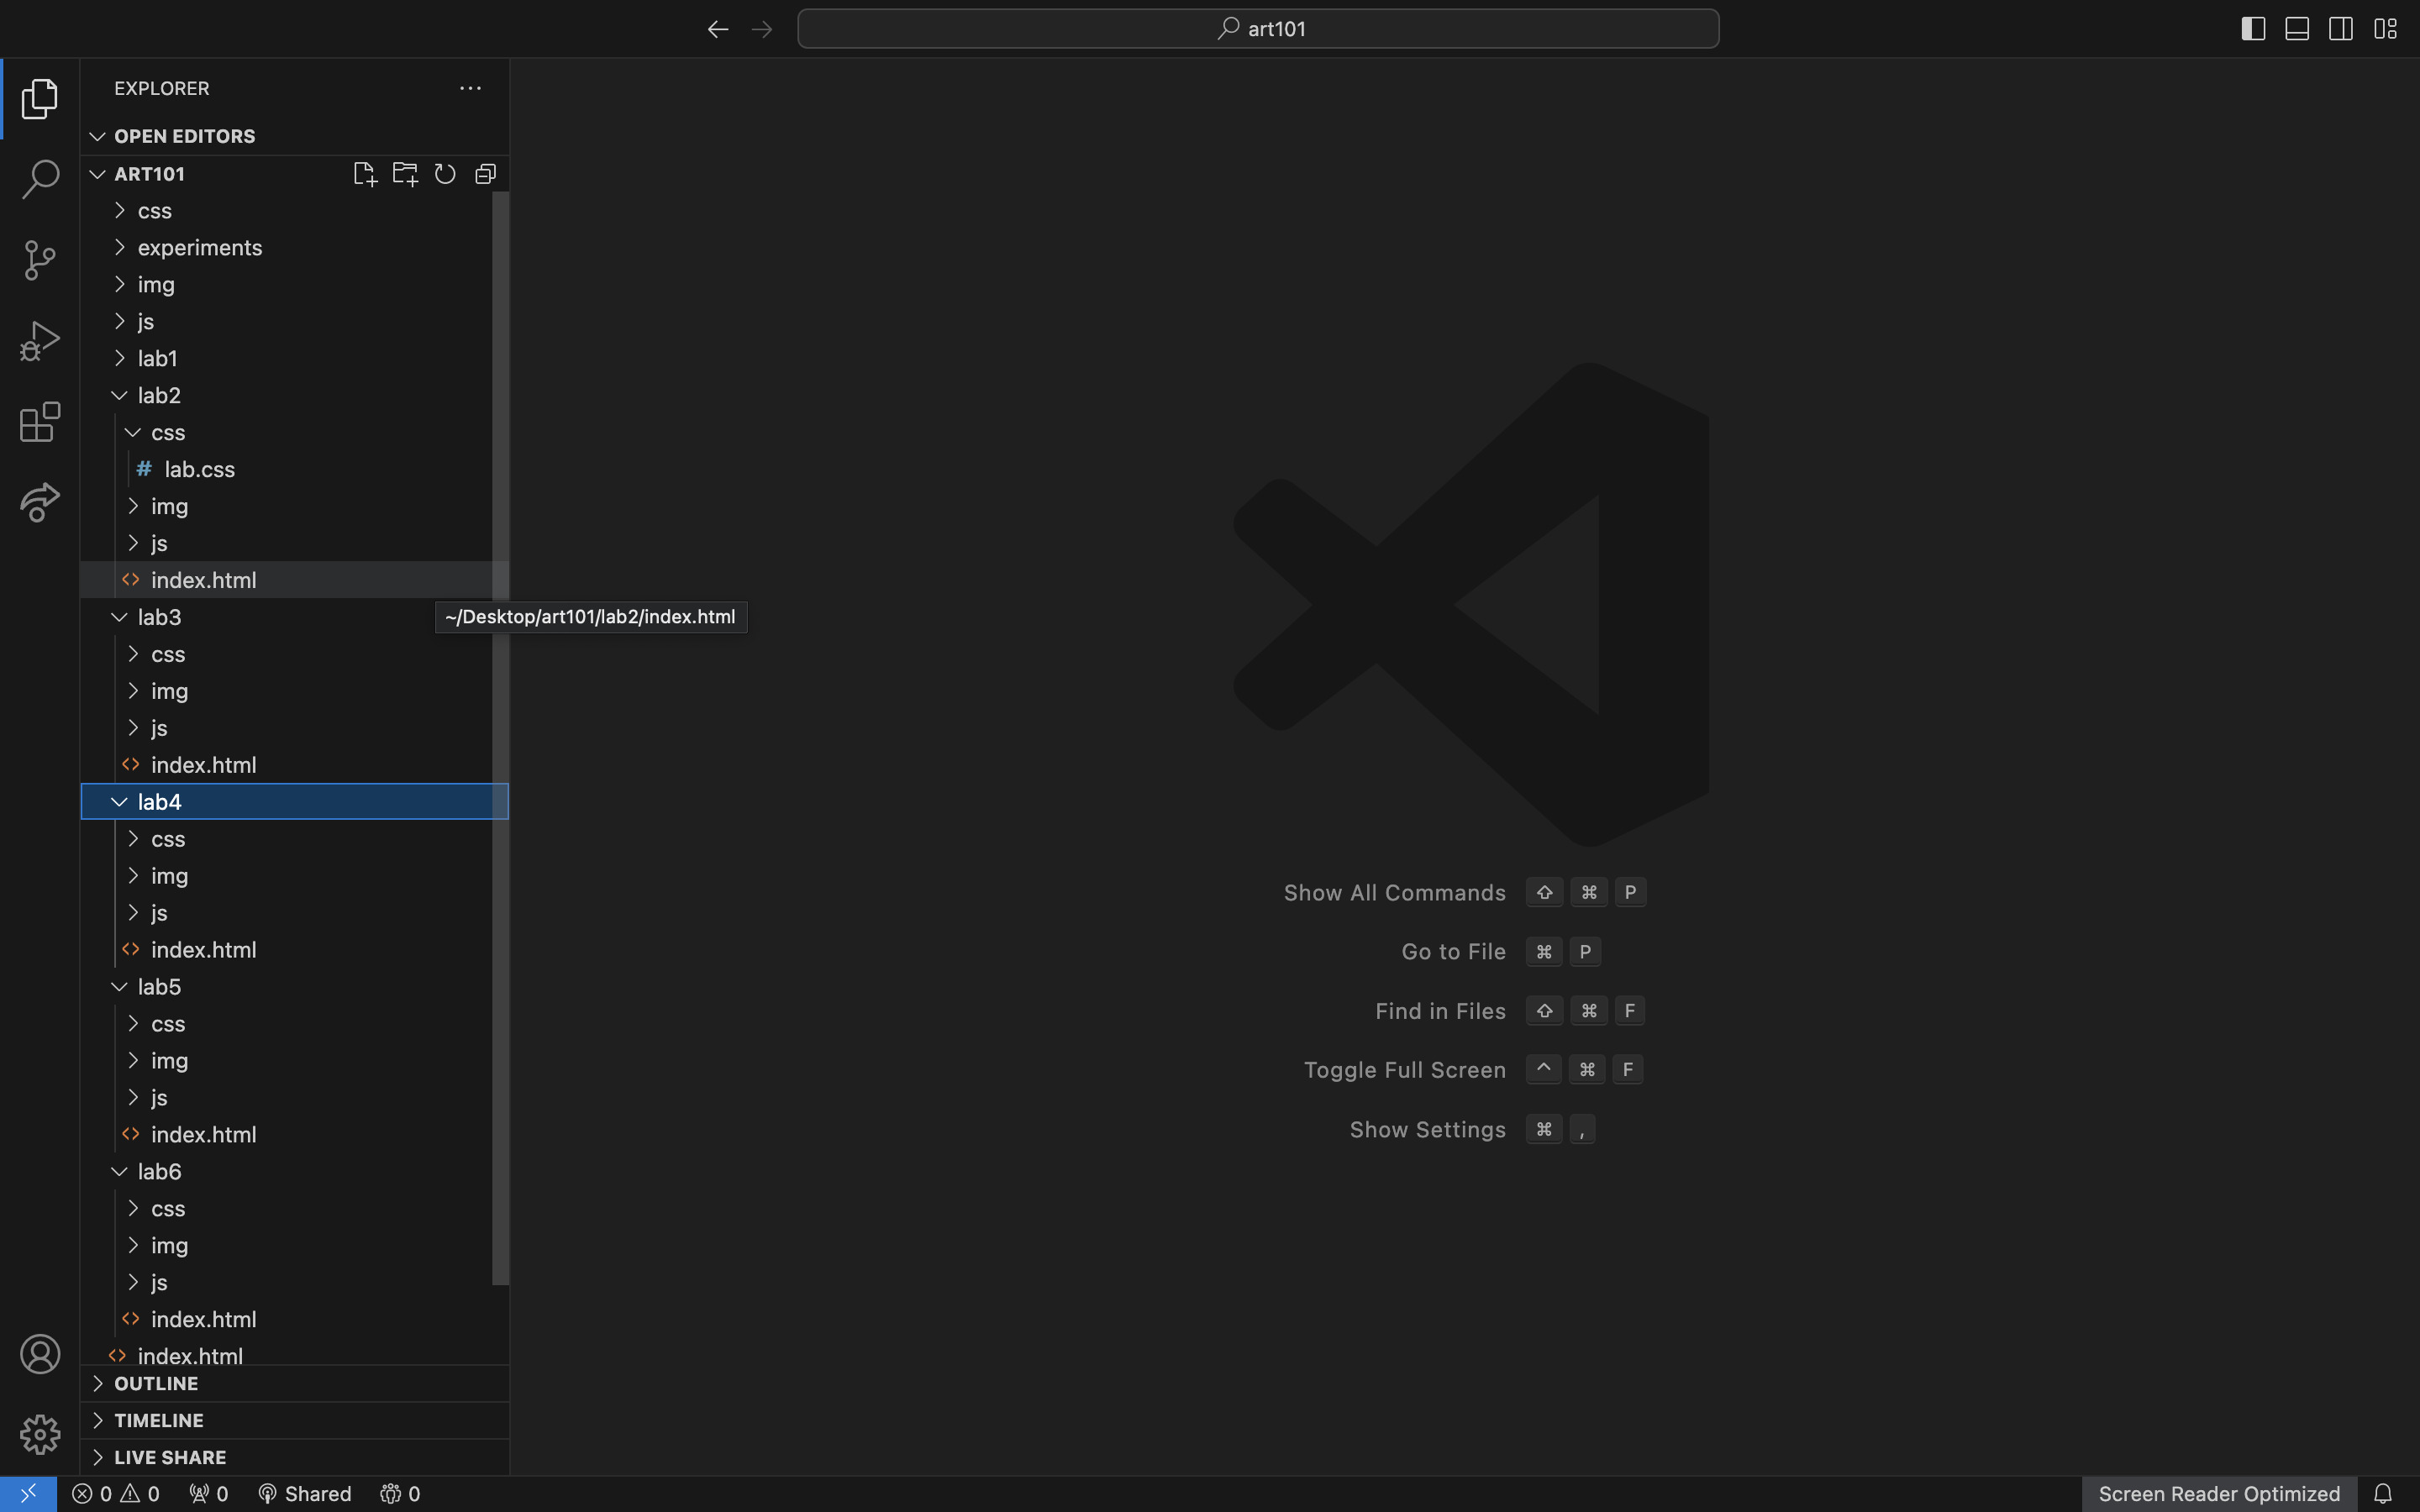 art101
EXPLORER
OPEN EDITORS
ART101
css
experiments
img
js
lab1
lab2
css
# lab.css
img
js
<> index.html
~/Desktop/art101/lab2/index.html
lab3
css
img
js
<> index.html
lab4
css
img
js
<> index.html
lab5
css
img
js
<> index.html
lab6
css
img
js
<> index.html
<> index.html
OUTLINE
TIMELINE
LIVE SHARE
Show All Commands ⇧ ⌘ P
Go to File ⌘ P
Find in Files ⇧ ⌘ F
Toggle Full Screen ^ ⌘ F
Show Settings ⌘ ,
0 0 0 Shared 0
Screen Reader Optimized